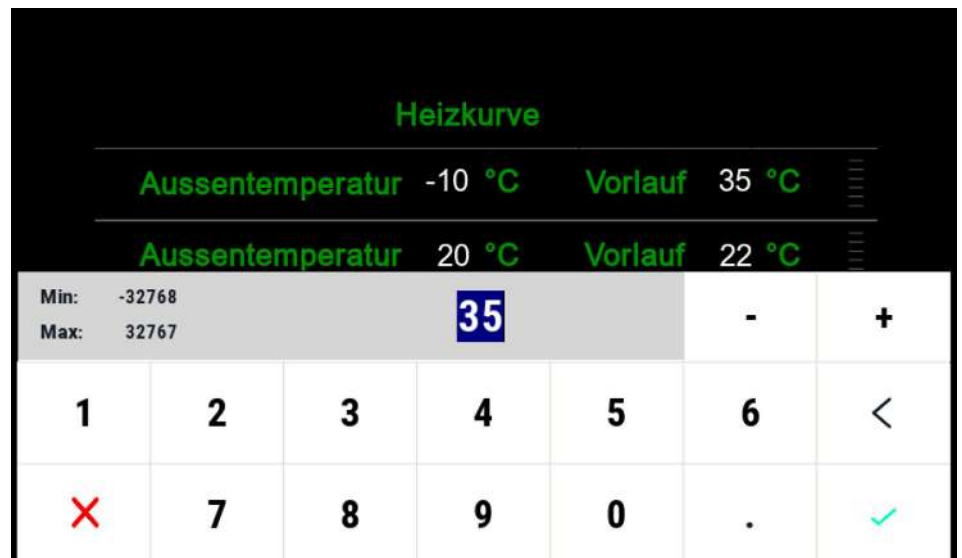 Heizkurve
Aussentemperatur -10 °C Vorlauf 35 °C
Aussentemperatur 20 °C Vorlauf 22 °C
Min: -32768
Max: 32767
35 - +
1 2 3 4 5 6 <
X 7 8 9 0 . ✓